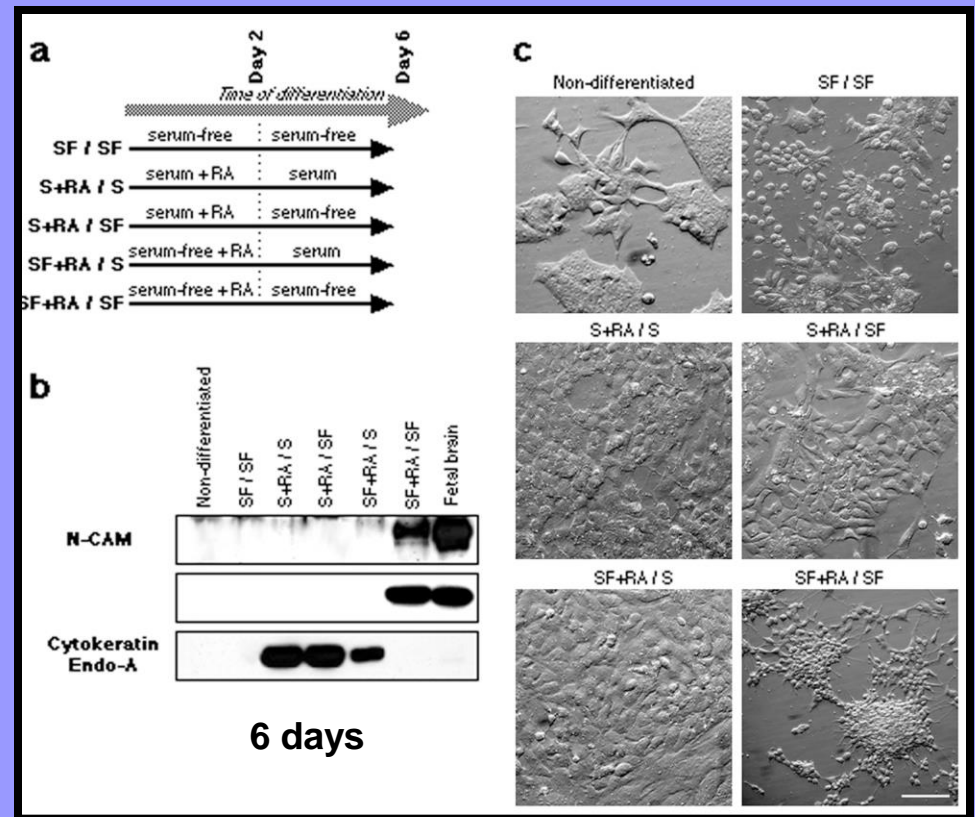 a
Day 2
Day 6
Time of differentiation
SF / SF
serum-free
serum-free
S+RA / S
serum +RA
serum
S+RA / SF
serum +RA
serum-free
SF+RA / S
serum-free +RA
serum
SF+RA / SF
serum-free +RA
serum-free
b
Non-differentiated
SF / SF
S+RA / S
S+RA / SF
SF+RA / S
SF+RA / SF
Fetal brain
N-CAM
Cytokeratin
Endo-A
6 days
c
Non-differentiated
SF / SF
S+RA / S
S+RA / SF
SF+RA / S
SF+RA / SF